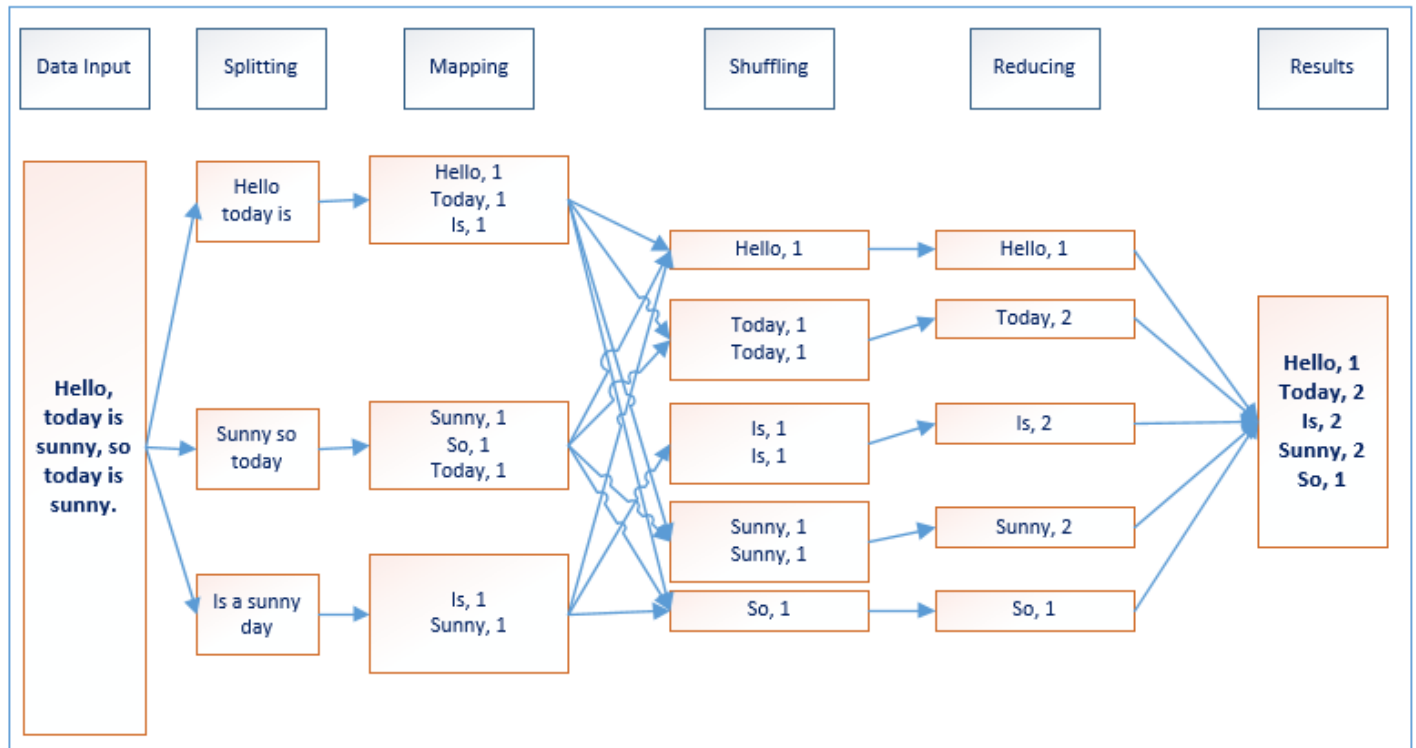 Data Input
Splitting
Mapping
Shuffling
Reducing
Results
Hello,
today is
sunny, so
today is
sunny.
Hello
today is
Sunny so
today
Is a sunny
day
Hello, 1
Today, 1
Is, 1
Sunny, 1
So, 1
Today, 1
Is, 1
Sunny, 1
Hello, 1
Today, 1
Today, 1
Is, 1
Is, 1
Sunny, 1
Sunny, 1
So, 1
Hello, 1
Today, 2
Is, 2
Sunny, 2
So, 1
Hello, 1
Today, 2
Is, 2
Sunny, 2
So, 1